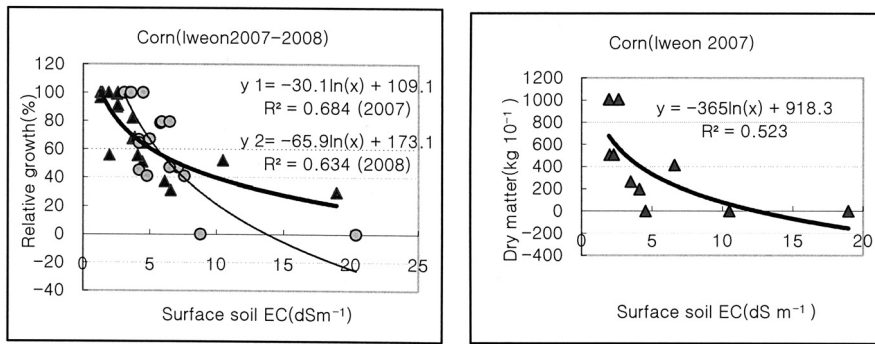 Corn(Iweon2007-2008)
120
100
80
60
40
20
0
-20
-40
0
5
10
15
20
25
y 1= -30.1ln(x) + 109.1
R² = 0.684 (2007)
y 2= -65.9ln(x) + 173.1
R² = 0.634 (2008)
Relative growth(%)
Surface soil EC(dSm⁻¹)
Corn(Iweon 2007)
1200
1000
800
600
400
200
0
-200
-400
0
5
10
15
20
y = -365ln(x) + 918.3
R² = 0.523
Dry matter(kg 10⁻¹)
Surface soil EC(dS m⁻¹)